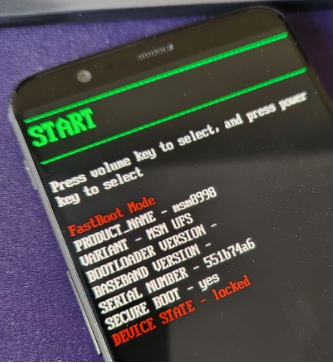 START
Press volume key to select, and press power
key to select
FastBoot Mode
PRODUCT_NAME - msm8998
VARIANT - MSM UFS
BOOTLOADER VERSION -
BASEBAND VERSION -
SERIAL NUMBER - 551b74a6
SECURE BOOT - yes
DEVICE STATE - locked